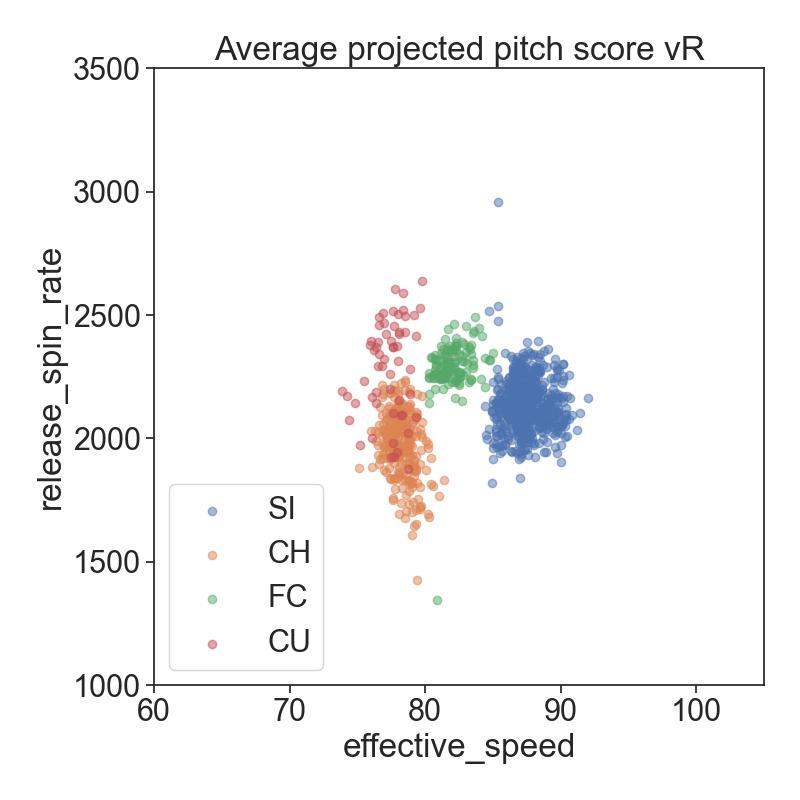 Average projected pitch score vR
3500
3000
2500
2000
1500
1000
release_spin_rate
SI
CH
FC
CU
60 70 80 90 100
effective_speed